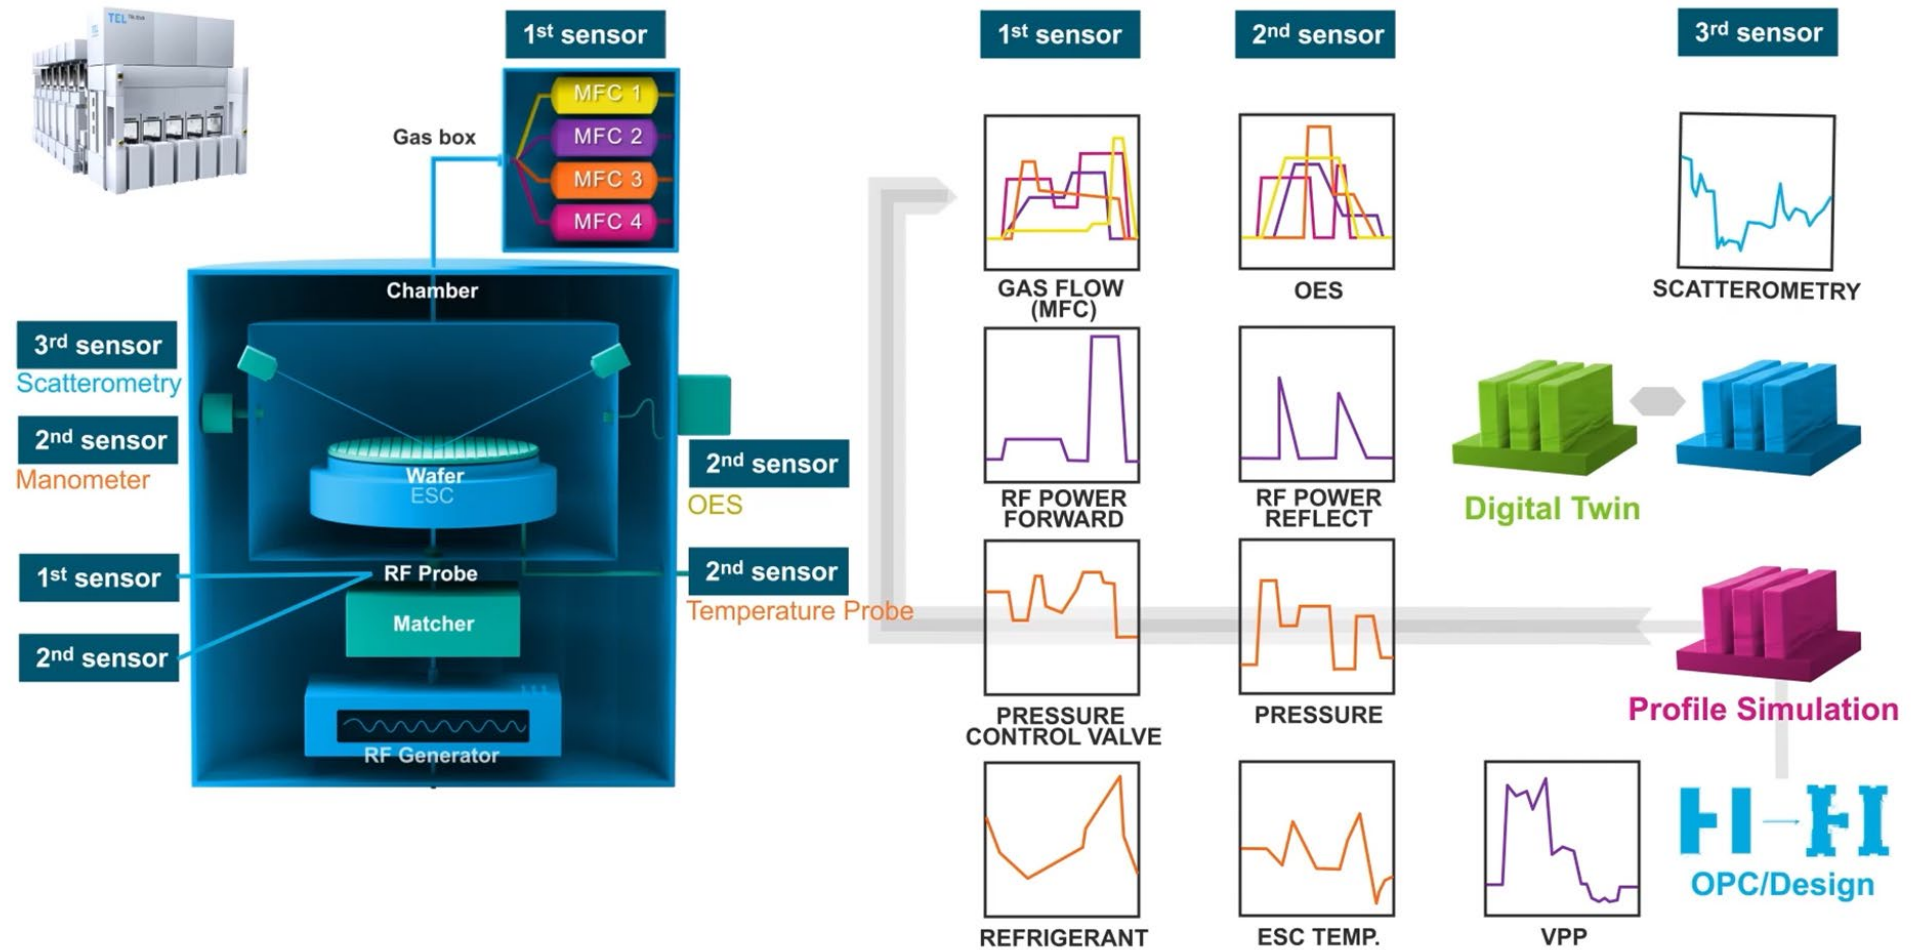 TEL
1st sensor
MFC 1
MFC 2
MFC 3
MFC 4
Gas box
Chamber
3rd sensor
Scatterometry
2nd sensor
Manometer
Wafer
ESC
2nd sensor
OES
1st sensor
RF Probe
2nd sensor
Temperature Probe
Matcher
2nd sensor
RF Generator
1st sensor
2nd sensor
3rd sensor
GAS FLOW
(MFC)
OES
SCATTEROMETRY
RF POWER
FORWARD
RF POWER
REFLECT
Digital Twin
PRESSURE
CONTROL VALVE
PRESSURE
Profile Simulation
REFRIGERANT
ESC TEMP.
VPP
OPC/Design